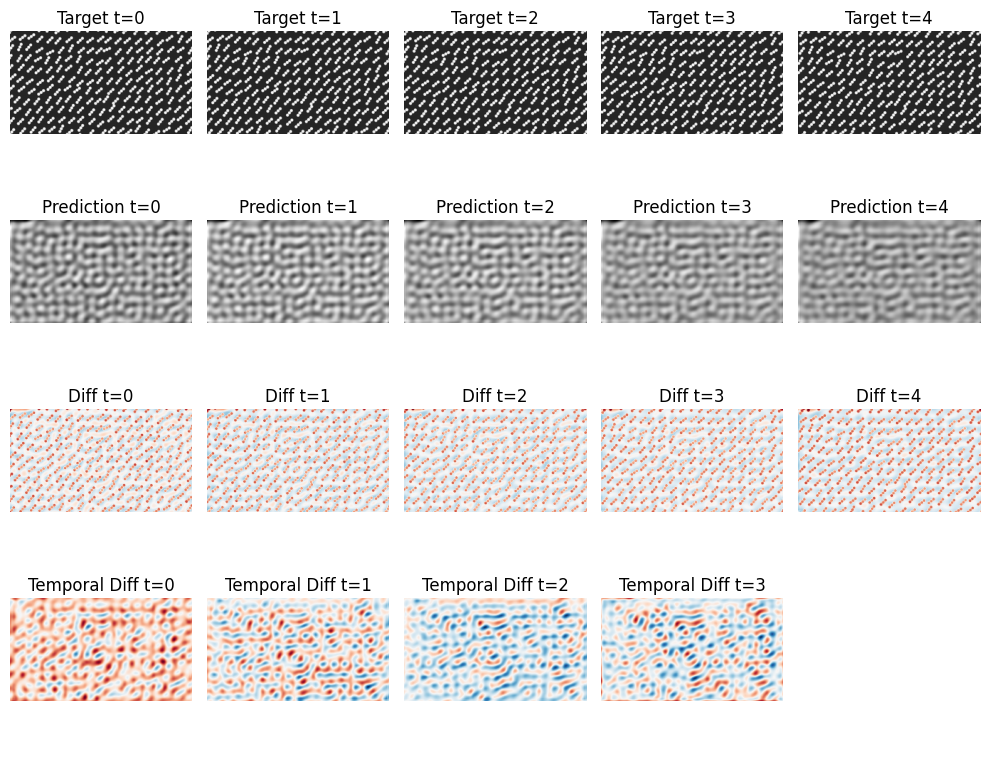 Target t=0 Target t=1 Target t=2 Target t=3 Target t=4
Prediction t=0 Prediction t=1 Prediction t=2 Prediction t=3 Prediction t=4
Diff t=0 Diff t=1 Diff t=2 Diff t=3 Diff t=4
Temporal Diff t=0 Temporal Diff t=1 Temporal Diff t=2 Temporal Diff t=3